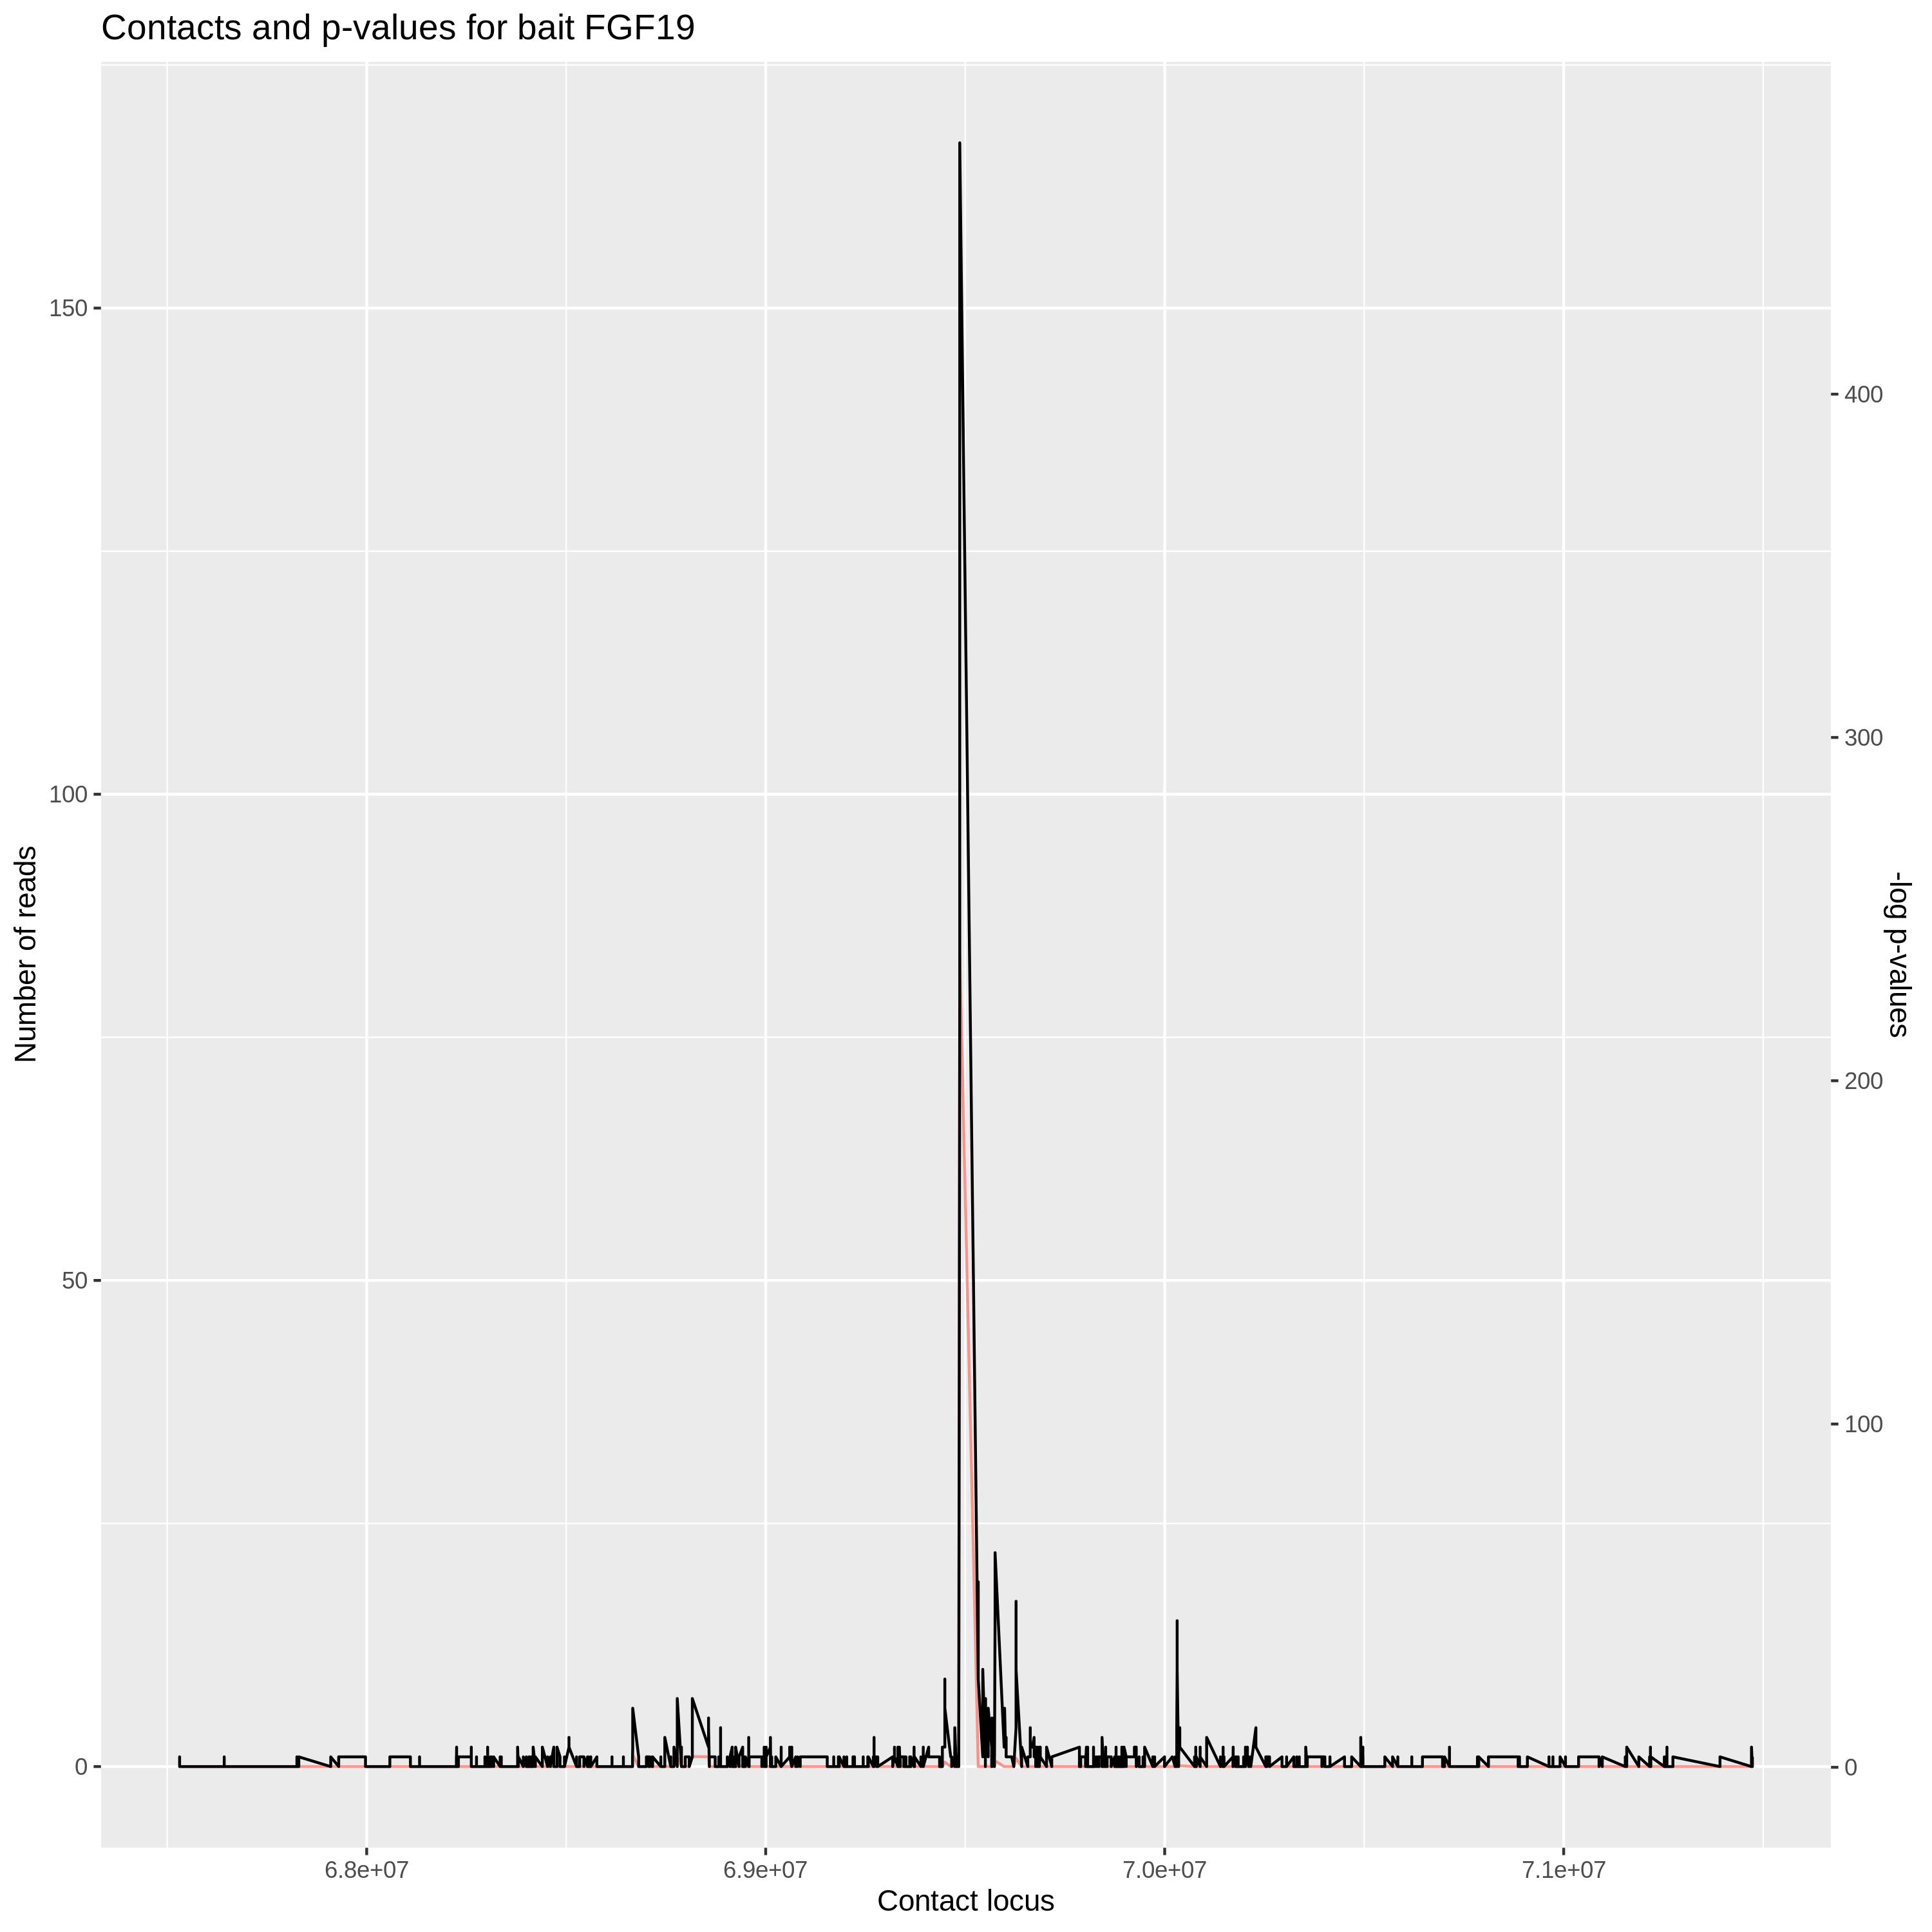 Contacts and p-values for bait FGF19
150
100
50
0
Number of reads
400
300
200
100
0
-log p-values
6.8e+07
6.9e+07
7.0e+07
7.1e+07
Contact locus